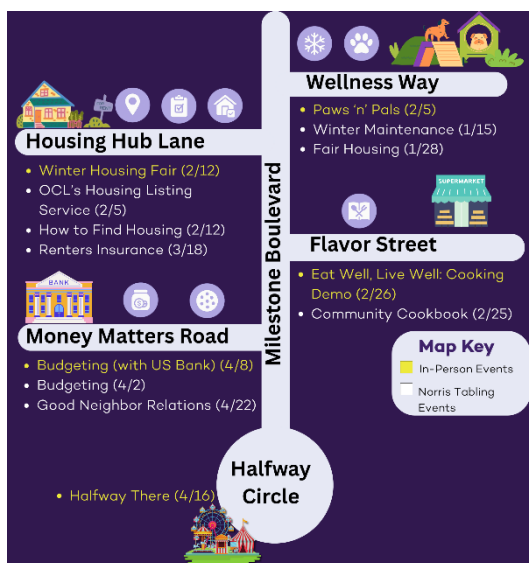 Wellness Way
Paws ‘n’ Pals (2/5)
Winter Maintenance (1/15)
Fair Housing (1/28)
Housing Hub Lane
Winter Housing Fair (2/12)
OCL's Housing Listing
Service (2/5)
How to Find Housing (2/12)
Renters Insurance (3/18)
Milestone Boulevard
SUPERMARKET
Flavor Street
Eat Well, Live Well: Cooking
Demo (2/26)
Community Cookbook (2/25)
BANK
Money Matters Road
Budgeting (with US Bank) (4/8)
Budgeting (4/2)
Good Neighbor Relations (4/22)
Map Key
In-Person Events
Norris Tabling
Events
Halfway
Circle
Halfway There (4/16)